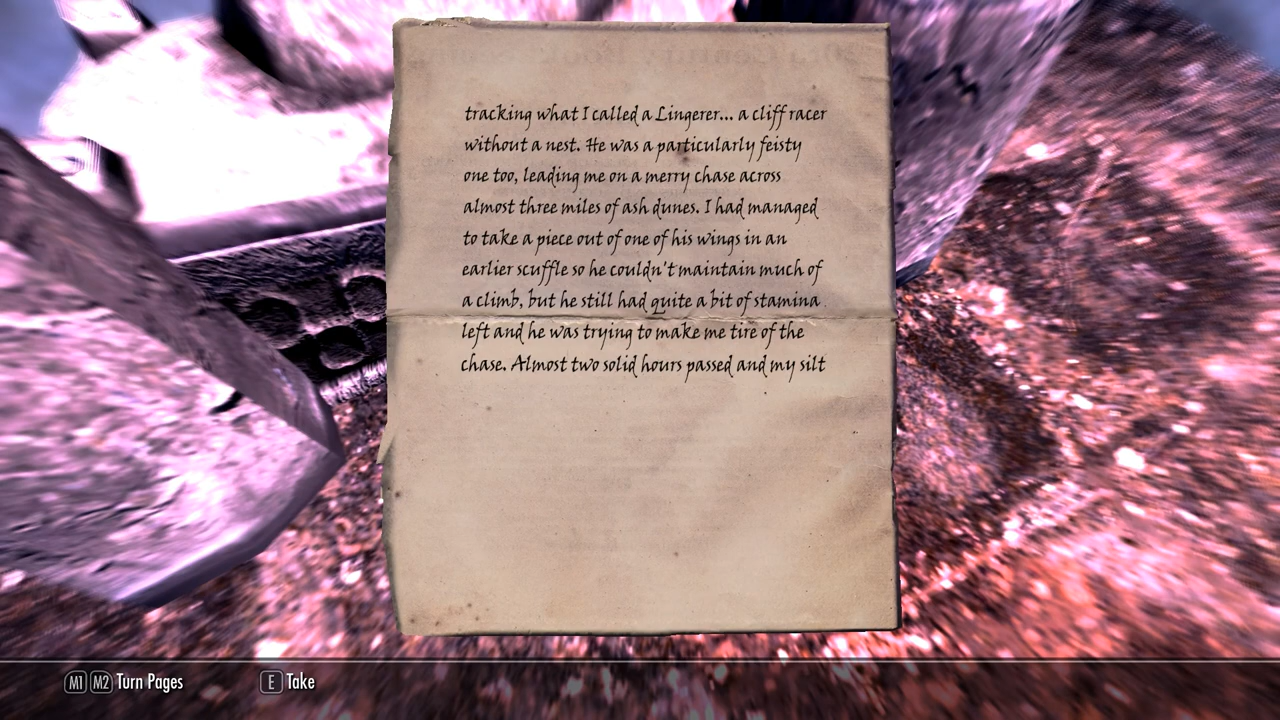 tracking what I called a Lingerer... a cliff racer
without a nest. He was a particularly feisty
one too, leading me on a merry chase across
almost three miles of ash dunes. I had managed
to take a piece out of one of his wings in an
earlier scuffle so he couldn't maintain much of
a climb, but he still had quite a bit of stamina
left and he was trying to make me tire of the
chase. Almost two solid hours passed and my silt
M1 M2 Turn Pages
E Take